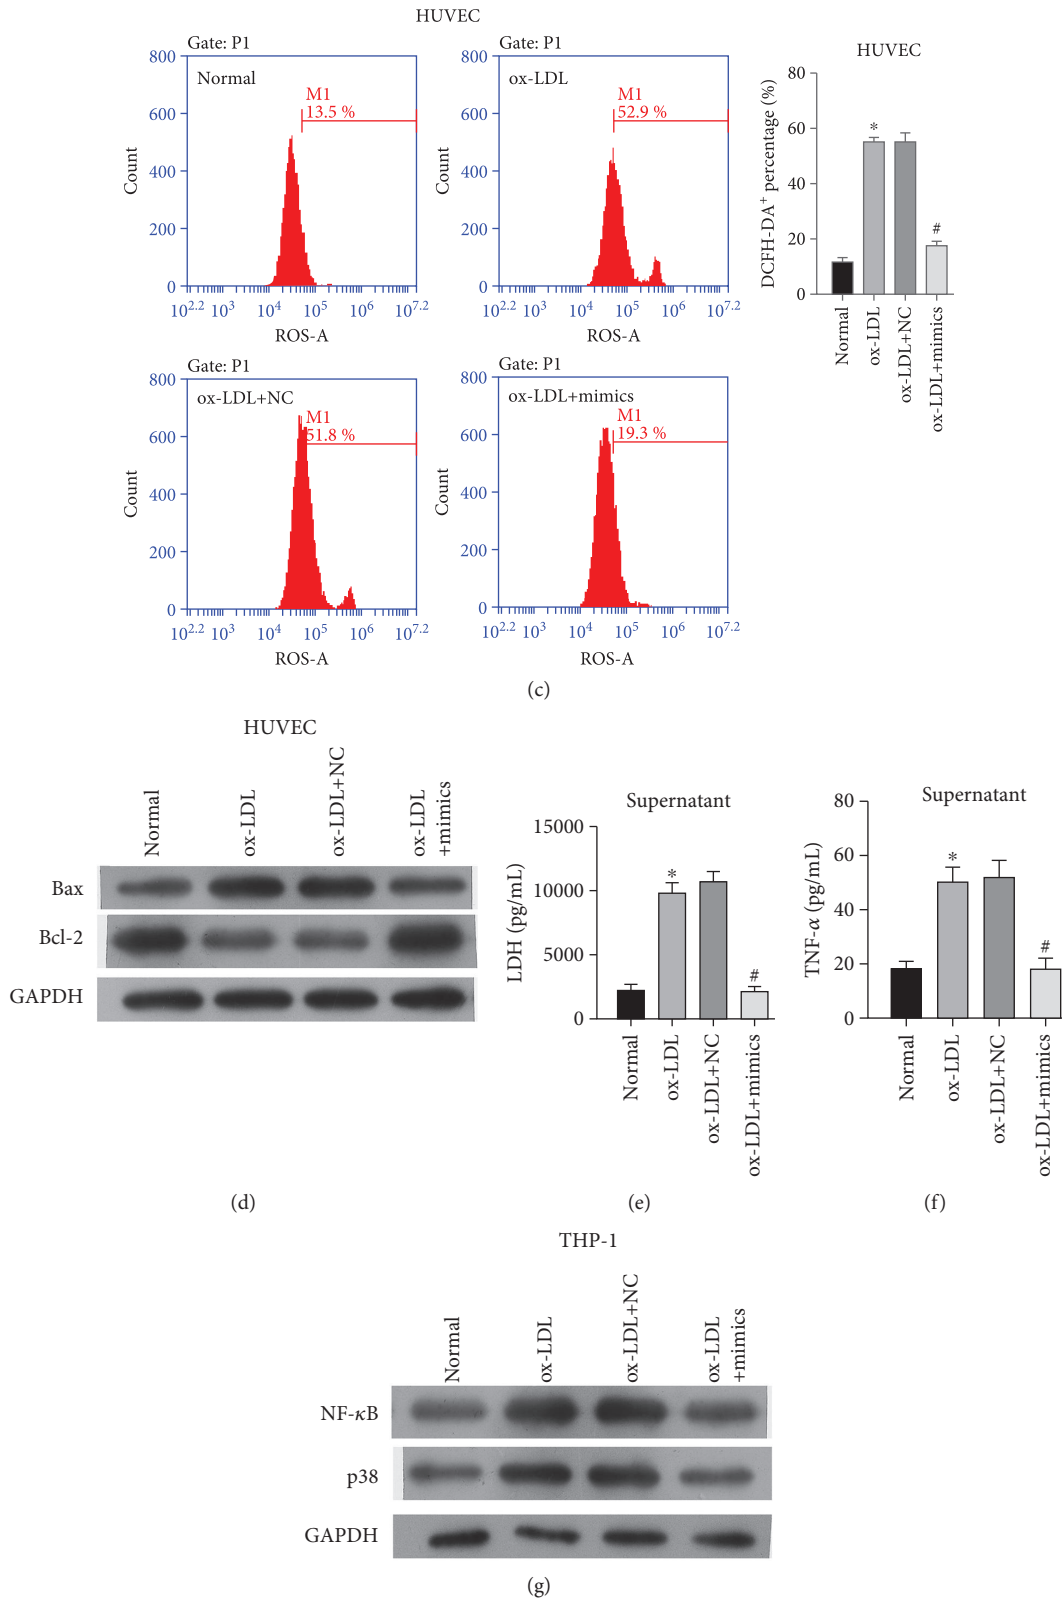 HUVEC
Gate: P1
800
600
400
200
0
Count
Normal
M1
13.5 %
10^2.2 10^3 10^4 10^5 10^6 10^7.2
ROS-A
Gate: P1
800
600
400
200
0
Count
ox-LDL
M1
52.9 %
10^2.2 10^3 10^4 10^5 10^6 10^7.2
ROS-A
HUVEC
DCFH-DA+ percentage (%)
80
60
40
20
0
*
#
Normal
ox-LDL
ox-LDL+NC
ox-LDL+mimics
Gate: P1
800
600
400
200
0
Count
ox-LDL+NC
M1
51.8 %
10^2.2 10^3 10^4 10^5 10^6 10^7.2
ROS-A
Gate: P1
800
600
400
200
0
Count
ox-LDL+mimics
M1
19.3 %
10^2.2 10^3 10^4 10^5 10^6 10^7.2
ROS-A
(c)
HUVEC
Normal
ox-LDL
ox-LDL+NC
ox-LDL
+mimics
Bax
Bcl-2
GAPDH
(d)
Supernatant
LDH (pg/mL)
15000
10000
5000
0
*
#
Normal
ox-LDL
ox-LDL+NC
ox-LDL+mimics
(e)
Supernatant
TNF-α (pg/mL)
80
60
40
20
0
*
#
Normal
ox-LDL
ox-LDL+NC
ox-LDL+mimics
(f)
THP-1
Normal
ox-LDL
ox-LDL+NC
ox-LDL
+mimics
NF-κB
p38
GAPDH
(g)